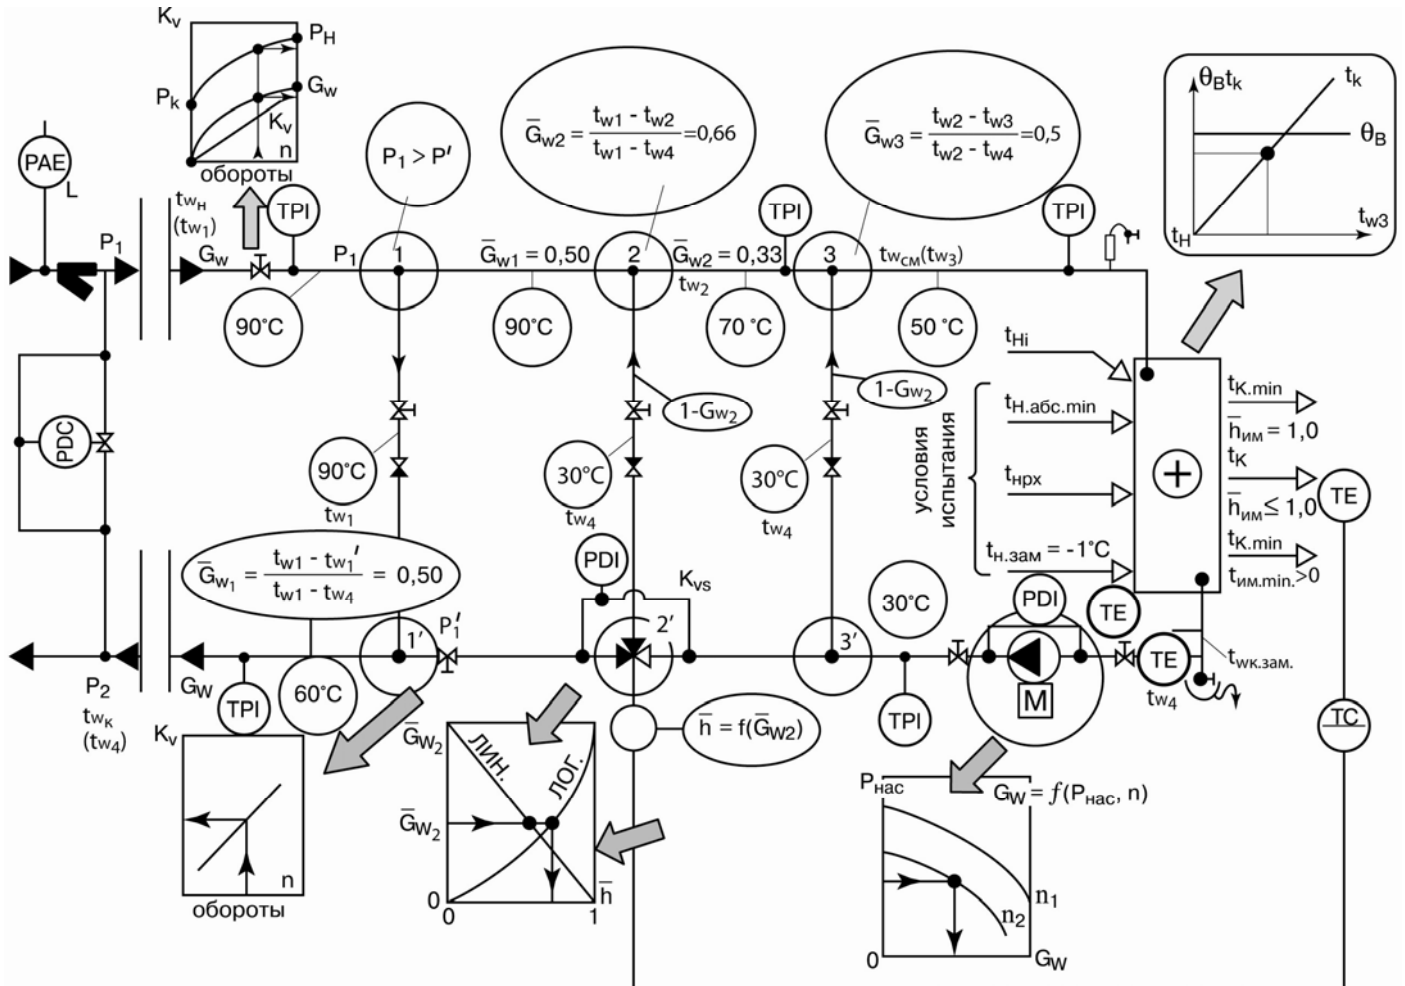 Kv
Pн
Pk
Gw
Kv
n
обороты
PAE
L
P1
twн
(tw1)
Gw
TPI
P1
P1 > P'
1
90°C
Ḡw1 = 0,50
90°C
Ḡw2 = (tw1 - tw2)/(tw1 - tw4) =0,66
2
Ḡw2 = 0,33
tw2
70 °C
TPI
Ḡw3 = (tw2 - tw3)/(tw2 - tw4) =0,5
3
twсм(tw3)
50 °C
TPI
θBtk
tk
θB
tн
tw3
PDC
90°C
tw1
1-Gw2
30°C
tw4
1-Gw2
30°C
tw4
условия
испытания
tHi
tH.абс.min
tнрх
tн.зам = -1°C
+
tK.min
h̄им = 1,0
tK
h̄им ≤ 1,0
tK.min
tим.min.>0
TE
TC
Ḡw1 = (tw1 - tw1')/(tw1 - tw4) = 0,50
PDI
Kvs
30°C
PDI
TE
TE
tw4
twк.зам.
M
1'
P1'
2'
3'
P2
twк
(tw4)
GW
TPI
60°C
TPI
h̄ = f(Ḡw2)
Kv
n
обороты
ḠW2
ЛИН.
ЛОГ.
Ḡw2
h̄
0
0
1
Pнас
GW = f(Pнас, n)
n1
n2
0
GW